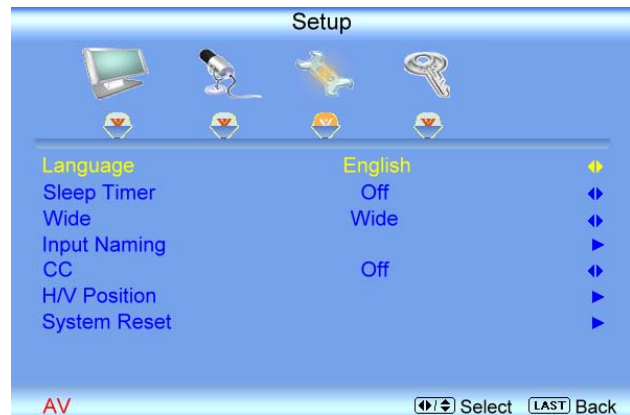 Setup
Language English
Sleep Timer Off
Wide Wide
Input Naming
CC Off
H/V Position
System Reset
AV Select LAST Back